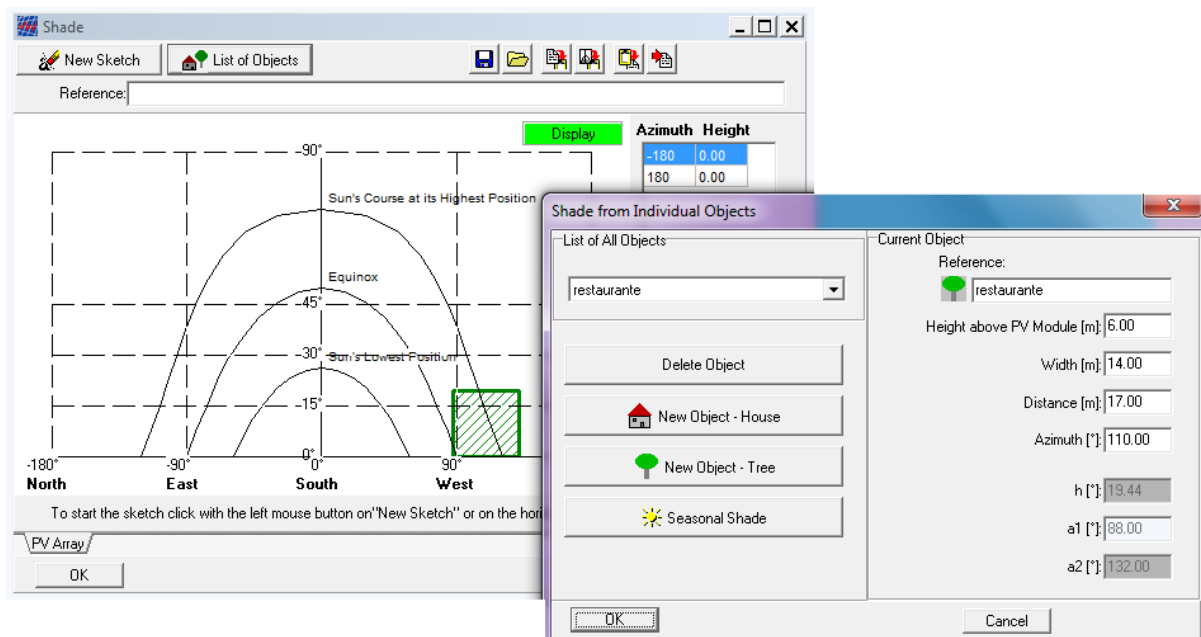 Shade
New Sketch
List of Objects
Reference:
Display
Azimuth Height
-180 0.00
180 0.00
-90°
Sun's Course at its Highest Position
Equinox
-45°
-30°
Sun's Lowest Position
-15°
0°
-180° -90° 0° 90°
North East South West
To start the sketch click with the left mouse button on "New Sketch" or on the hori
PV Array
OK
Shade from Individual Objects
List of All Objects
restaurante
Delete Object
New Object - House
New Object - Tree
Seasonal Shade
Current Object
Reference:
restaurante
Height above PV Module [m]: 6.00
Width [m]: 14.00
Distance [m]: 17.00
Azimuth [°]: 110.00
h [°]: 19.44
a1 [°]: 88.00
a2 [°]: 132.00
OK
Cancel